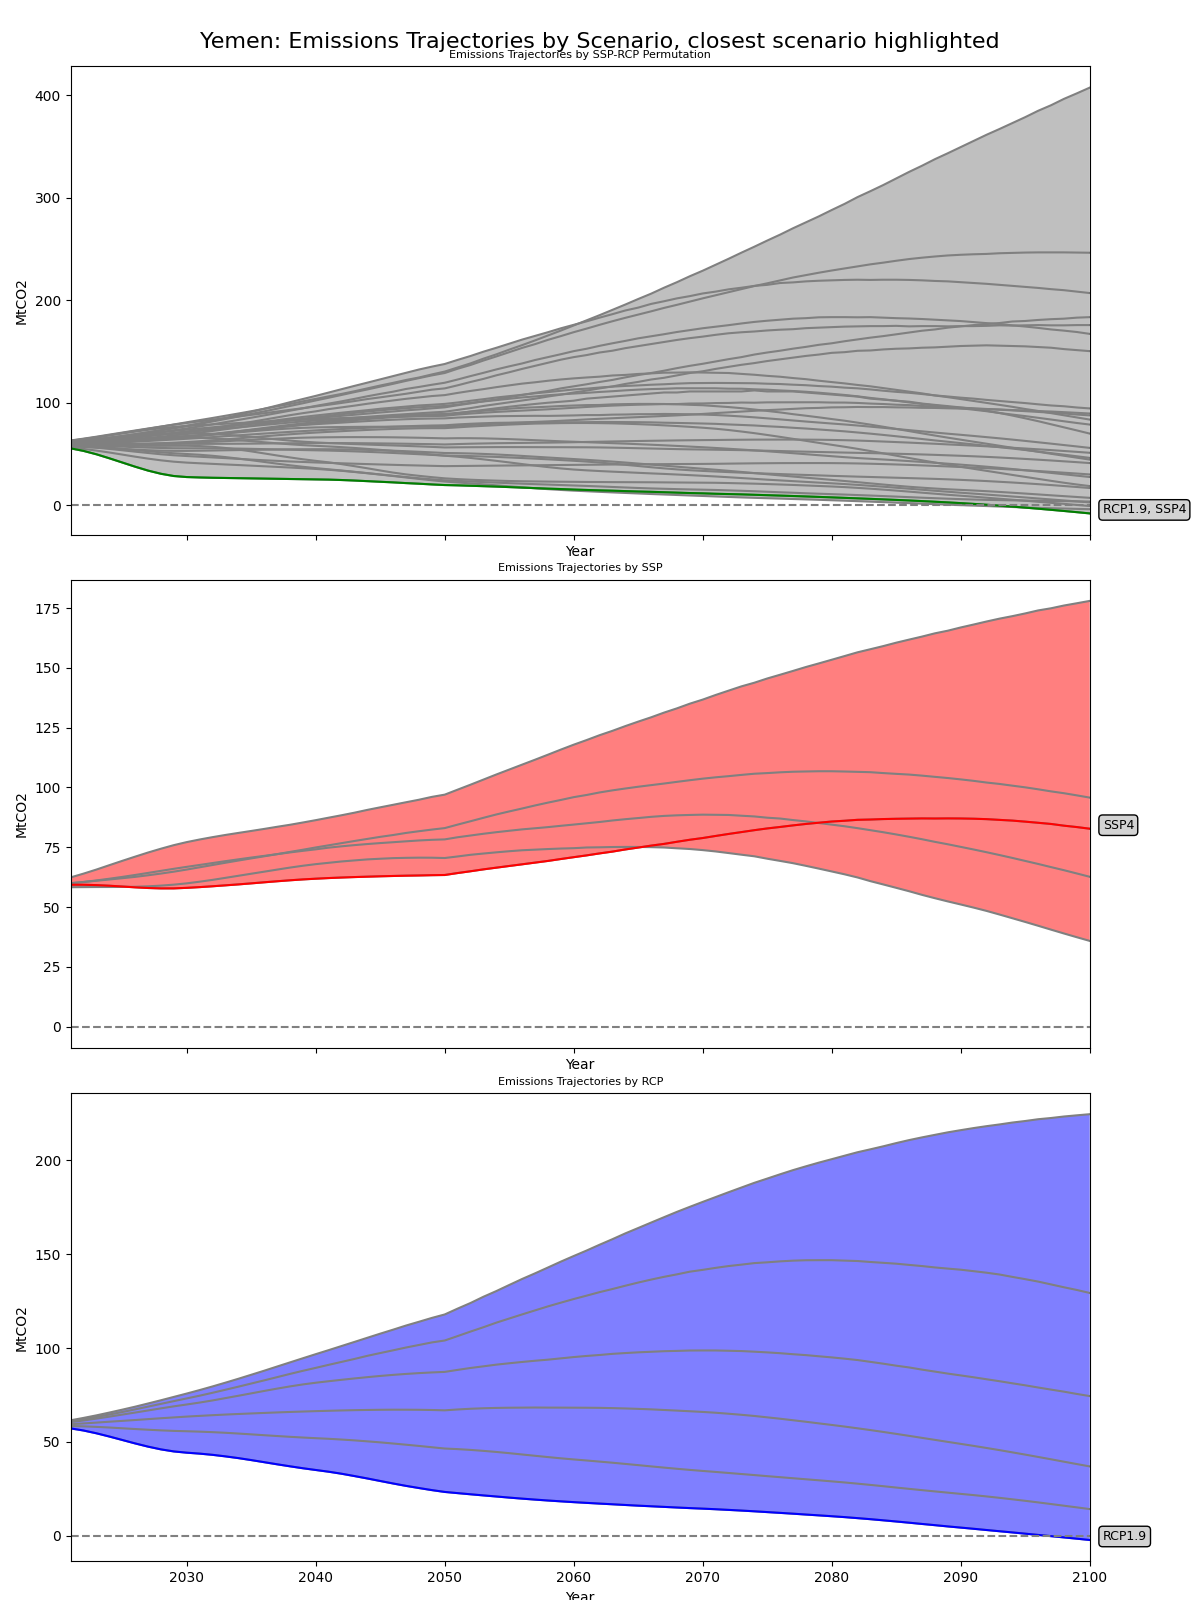 Yemen: Emissions Trajectories by Scenario, closest scenario highlighted
Emissions Trajectories by SSP-RCP Permutation
400
300
200
100
0
MtCO2
RCP1.9, SSP4
Year
Emissions Trajectories by SSP
175
150
125
100
75
50
25
0
MtCO2
SSP4
Year
Emissions Trajectories by RCP
200
150
100
50
0
MtCO2
RCP1.9
2030 2040 2050 2060 2070 2080 2090 2100
Year